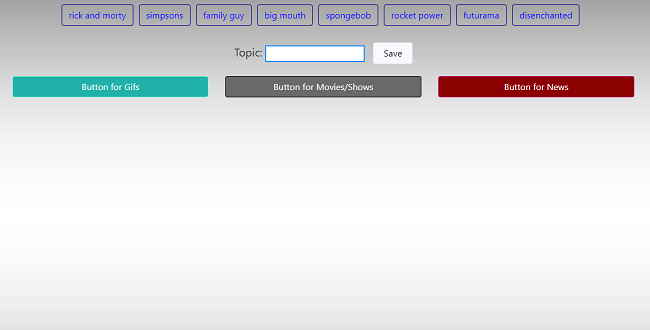 rick and morty simpsons family guy big mouth spongebob rocket power futurama disenchanted
Topic: Save
Button for Gifs Button for Movies/Shows Button for News